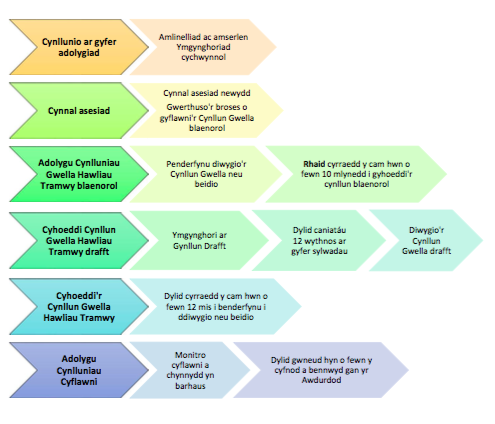 Cynllunio ar gyfer
adolygiad
Amlinelliad ac amserlen
Ymgynghoriad
cychwynnol
Cynnal asesiad
Cynnal asesiad newydd
Gwerthuso'r broses o
gyflawni'r Cynllun Gwella
blaenorol
Adolygu Cynlluniau
Gwella Hawliau
Tramwy blaenorol
Penderfynu diwygio'r
Cynllun Gwella neu
beidio
Rhaid cyrraedd y cam hwn o
fewn 10 mlynedd i gyhoeddi'r
cynllun blaenorol
Cyhoeddi Cynllun
Gwella Hawliau
Tramwy drafft
Ymgynghori ar
Gynllun Drafft
Dylid caniatáu
12 wythnos ar
gyfer sylwadau
Diwygio'r
Cynllun
Gwella drafft
Cyhoeddi'r
Cynllun Gwella
Hawliau Tramwy
Dylid cyrraedd y cam hwn o
fewn 12 mis i benderfynu i
ddiwygio neu beidio
Adolygu
Cynlluniau
Cyflawni
Monitro
cyflawni a
chynnydd yn
barhaus
Dylid gwneud hyn o fewn y
cyfnod a bennwyd gan yr
Awdurdod